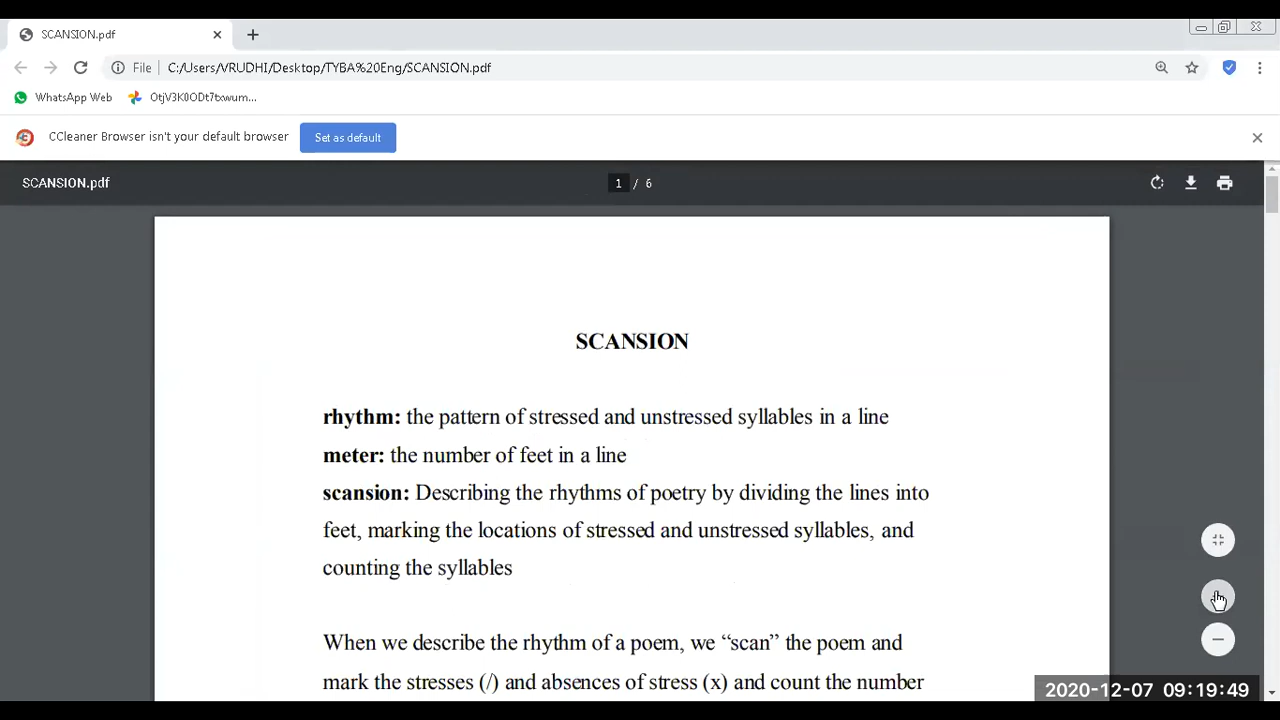 SCANSION.pdf
File C:/Users/VRUDHI/Desktop/TYBA%20Eng/SCANSION.pdf
WhatsApp Web OtjV3K0ODt7txwum...
CCleaner Browser isn't your default browser Set as default
SCANSION.pdf 1 / 6
SCANSION
rhythm: the pattern of stressed and unstressed syllables in a line
meter: the number of feet in a line
scansion: Describing the rhythms of poetry by dividing the lines into
feet, marking the locations of stressed and unstressed syllables, and
counting the syllables
When we describe the rhythm of a poem, we “scan” the poem and
mark the stresses (/) and absences of stress (x) and count the number
2020-12-07 09:19:49